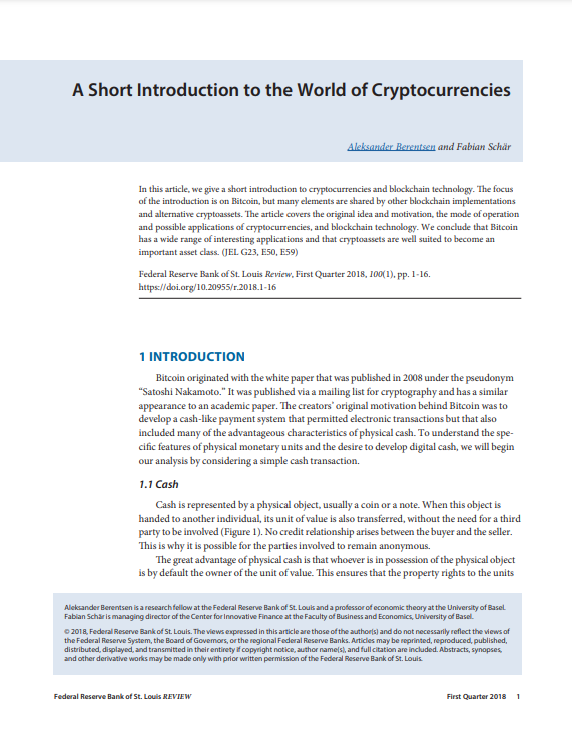 A Short Introduction to the World of Cryptocurrencies
Aleksander Berentsen and Fabian Schär
In this article, we give a short introduction to cryptocurrencies and blockchain technology. The focus
of the introduction is on Bitcoin, but many elements are shared by other blockchain implementations
and alternative cryptoassets. The article covers the original idea and motivation, the mode of operation
and possible applications of cryptocurrencies, and blockchain technology. We conclude that Bitcoin
has a wide range of interesting applications and that cryptoassets are well suited to become an
important asset class. (JEL G23, E50, E59)
Federal Reserve Bank of St. Louis Review, First Quarter 2018, 100(1), pp. 1-16.
https://doi.org/10.20955/r.2018.1-16
1 INTRODUCTION
Bitcoin originated with the white paper that was published in 2008 under the pseudonym
“Satoshi Nakamoto.” It was published via a mailing list for cryptography and has a similar
appearance to an academic paper. The creators’ original motivation behind Bitcoin was to
develop a cash-like payment system that permitted electronic transactions but that also
included many of the advantageous characteristics of physical cash. To understand the spe-
cific features of physical monetary units and the desire to develop digital cash, we will begin
our analysis by considering a simple cash transaction.
1.1 Cash
Cash is represented by a physical object, usually a coin or a note. When this object is
handed to another individual, its unit of value is also transferred, without the need for a third
party to be involved (Figure 1). No credit relationship arises between the buyer and the seller.
This is why it is possible for the parties involved to remain anonymous.
The great advantage of physical cash is that whoever is in possession of the physical object
is by default the owner of the unit of value. This ensures that the property rights to the units
Aleksander Berentsen is a research fellow at the Federal Reserve Bank of St. Louis and a professor of economic theory at the University of Basel.
Fabian Schär is managing director of the Center for Innovative Finance at the Faculty of Business and Economics, University of Basel.
© 2018, Federal Reserve Bank of St. Louis. The views expressed in this article are those of the author(s) and do not necessarily reflect the views of
the Federal Reserve System, the Board of Governors, or the regional Federal Reserve Banks. Articles may be reprinted, reproduced, published,
distributed, displayed, and transmitted in their entirety if copyright notice, author name(s), and full citation are included. Abstracts, synopses,
and other derivative works may be made only with prior written permission of the Federal Reserve Bank of St. Louis.
Federal Reserve Bank of St. Louis REVIEW
First Quarter 2018 1